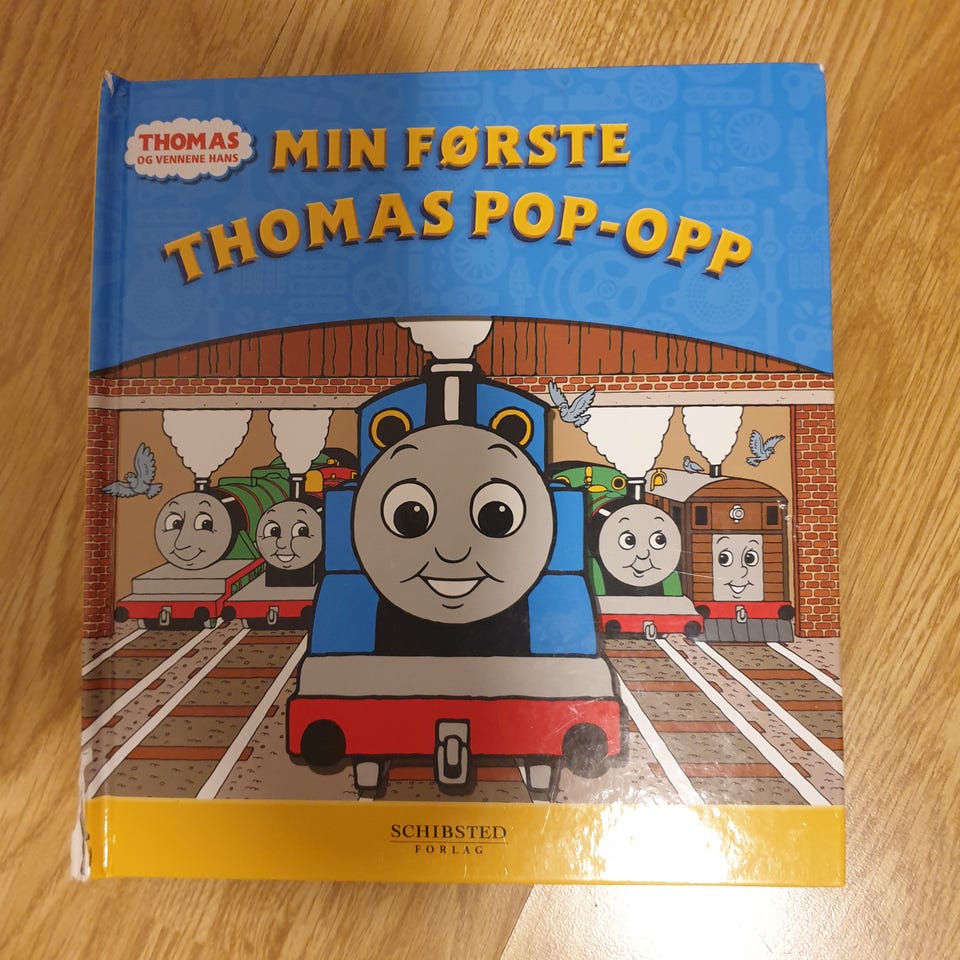 THOMAS
OG VENNENE HANS
MIN FØRSTE
THOMAS POP-OPP
SCHIBSTED
FORLAG